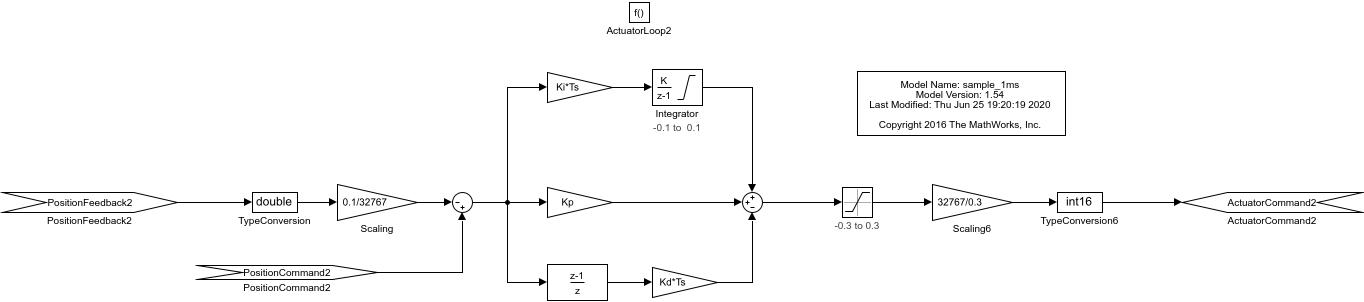 f()
ActuatorLoop2
Ki*Ts
K
z-1
Integrator
-0.1 to 0.1
Model Name: sample_1ms
Model Version: 1.54
Last Modified: Thu Jun 25 19:20:19 2020
Copyright 2016 The MathWorks, Inc.
PositionFeedback2
PositionFeedback2
double
TypeConversion
0.1/32767
Scaling
Kp
-0.3 to 0.3
32767/0.3
Scaling6
int16
TypeConversion6
ActuatorCommand2
ActuatorCommand2
PositionCommand2
PositionCommand2
z-1
z
Kd*Ts